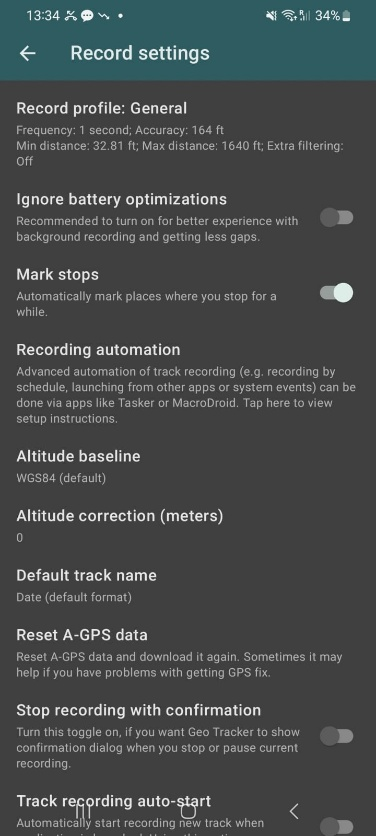 13:34 34%
Record settings
Record profile: General
Frequency: 1 second; Accuracy: 164 ft
Min distance: 32.81 ft; Max distance: 1640 ft; Extra filtering:
Off
Ignore battery optimizations
Recommended to turn on for better experience with
background recording and getting less gaps.
Mark stops
Automatically mark places where you stop for a
while.
Recording automation
Advanced automation of track recording (e.g. recording by
schedule, launching from other apps or system events) can be
done via apps like Tasker or MacroDroid. Tap here to view
setup instructions.
Altitude baseline
WGS84 (default)
Altitude correction (meters)
0
Default track name
Date (default format)
Reset A-GPS data
Reset A-GPS data and download it again. Sometimes it may
help if you have problems with getting GPS fix.
Stop recording with confirmation
Turn this toggle on, if you want Geo Tracker to show
confirmation dialog when you stop or pause current
recording.
Track recording auto-start
Automatically start recording new track when